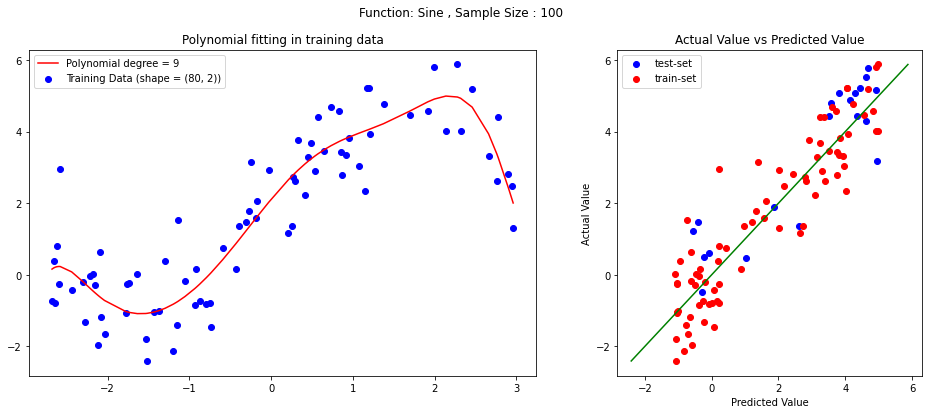 Function: Sine , Sample Size : 100
Polynomial fitting in training data
Polynomial degree = 9
Training Data (shape = (80, 2))
6
4
2
0
−2
−2
−1
0
1
2
3
Actual Value vs Predicted Value
test-set
train-set
Actual Value
6
4
2
0
−2
−2
0
2
4
6
Predicted Value